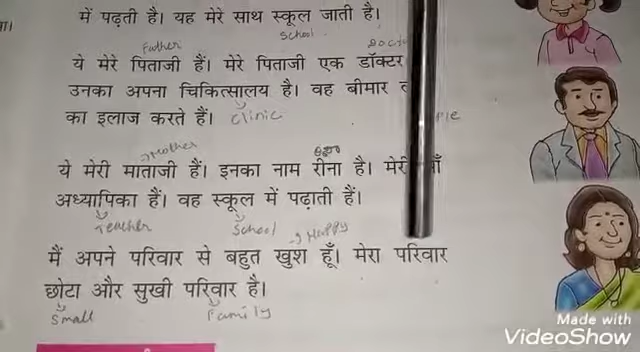 में पढ़ती है। यह मेरे साथ स्कूल जाती है।
Father School
ये मेरे पिताजी हैं। मेरे पिताजी एक डॉक्टर
उनका अपना चिकित्सालय है। वह बीमार
का इलाज करते हैं। Clinic
Mother
ये मेरी माताजी हैं। इनका नाम रीना है। मेरी माँ
अध्यापिका हैं। वह स्कूल में पढ़ाती हैं।
Teacher School Happy
मैं अपने परिवार से बहुत खुश हूँ। मेरा परिवार
छोटा और सुखी परिवार है।
Small Family
Made with
VideoShow